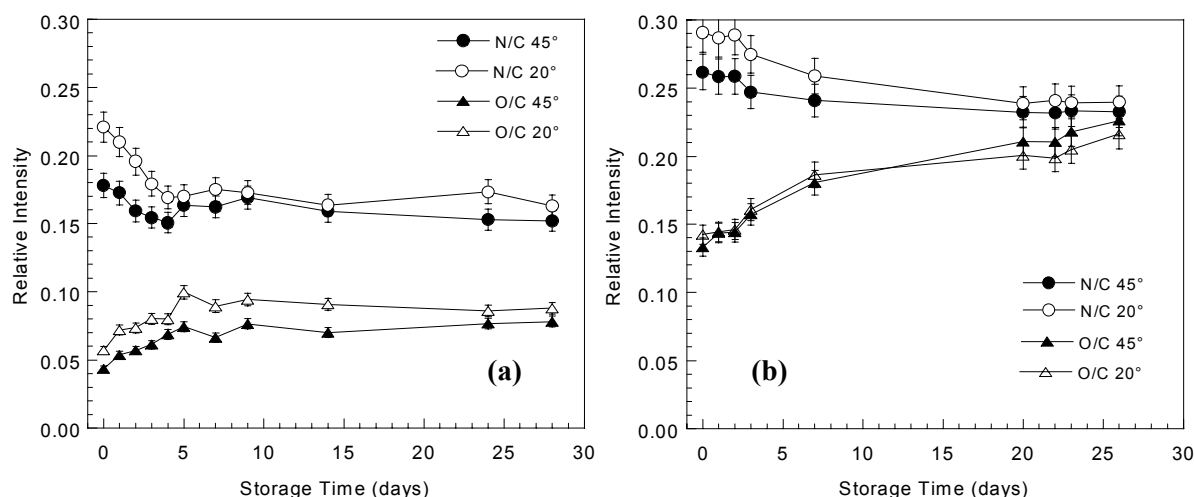 0.30
0.25
0.20
0.15
0.10
0.05
0.00
Relative Intensity
N/C 45°
N/C 20°
O/C 45°
O/C 20°
(a)
0 5 10 15 20 25 30
Storage Time (days)
0.30
0.25
0.20
0.15
0.10
0.05
0.00
Relative Intensity
N/C 45°
N/C 20°
O/C 45°
O/C 20°
(b)
0 5 10 15 20 25 30
Storage Time (days)